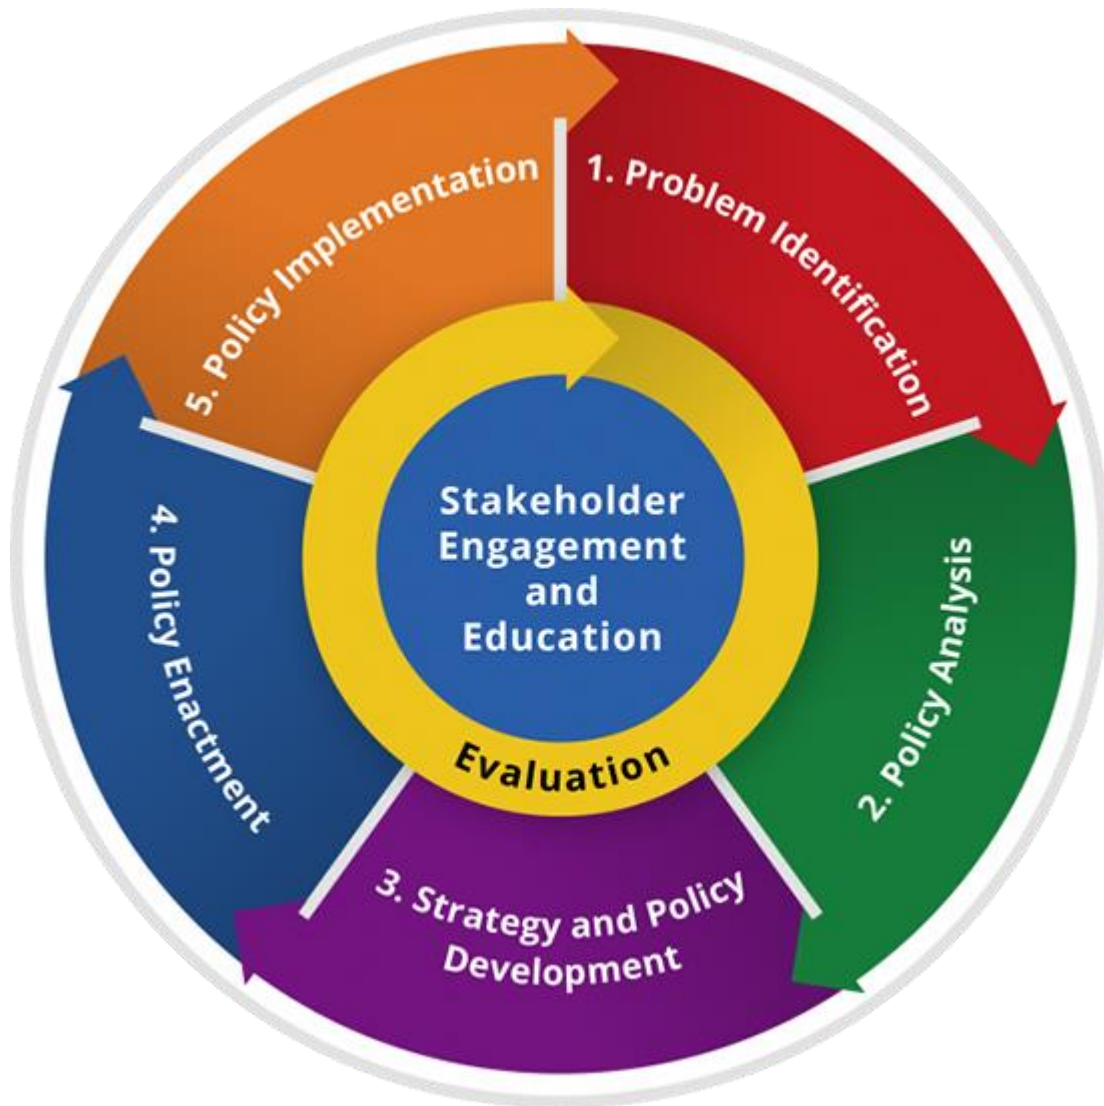 1. Problem Identification
2. Policy Analysis
3. Strategy and Policy
Development
4. Policy Enactment
5. Policy Implementation
Evaluation
Stakeholder
Engagement
and
Education